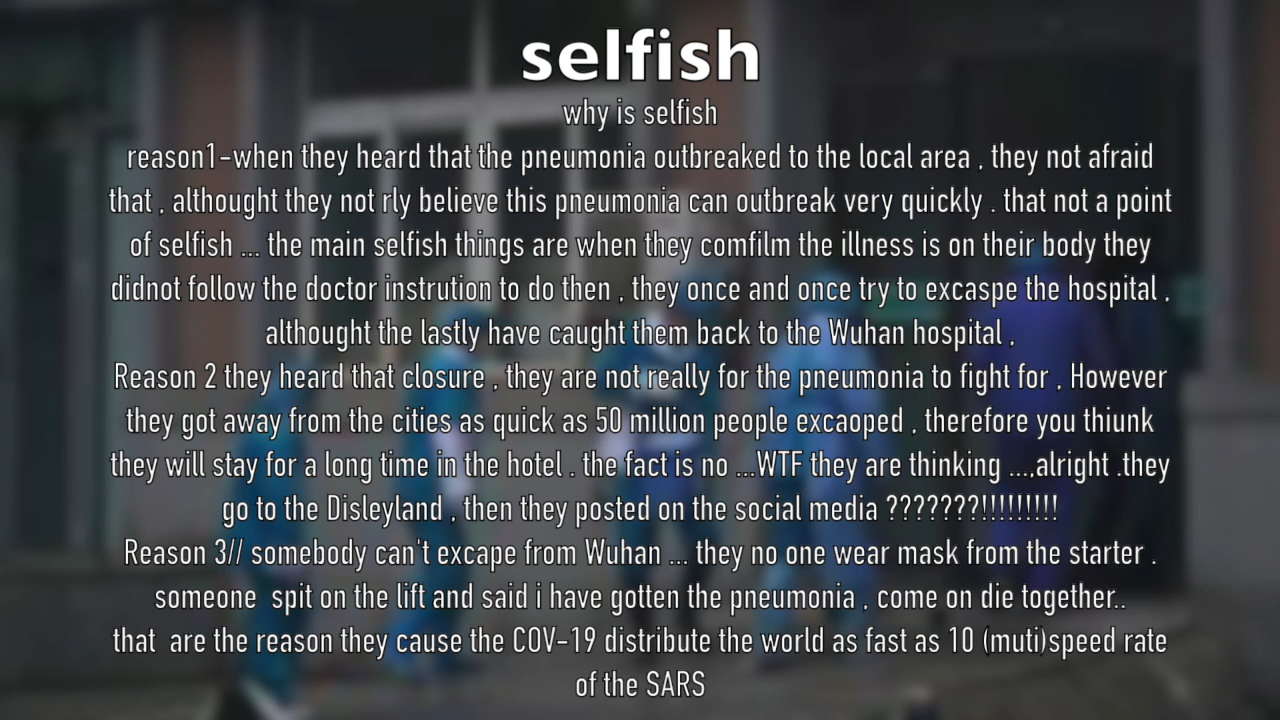 selfish
why is selfish
reason1-when they heard that the pneumonia outbreaked to the local area , they not afraid
that , althought they not rly believe this pneumonia can outbreak very quickly . that not a point
of selfish ... the main selfish things are when they comfilm the illness is on their body they
didnot follow the doctor instrution to do then , they once and once try to excaspe the hospital .
althought the lastly have caught them back to the Wuhan hospital .
Reason 2 they heard that closure , they are not really for the pneumonia to fight for . However
they got away from the cities as quick as 50 million people excaoped , therefore you thiunk
they will stay for a long time in the hotel . the fact is no ...WTF they are thinking ...,alright .they
go to the Disleyland , then they posted on the social media ???????!!!!!!!!!
Reason 3// somebody can't excape from Wuhan ... they no one wear mask from the starter .
someone  spit on the lift and said i have gotten the pneumonia , come on die together..
that  are the reason they cause the COV-19 distribute the world as fast as 10 (muti)speed rate
of the SARS